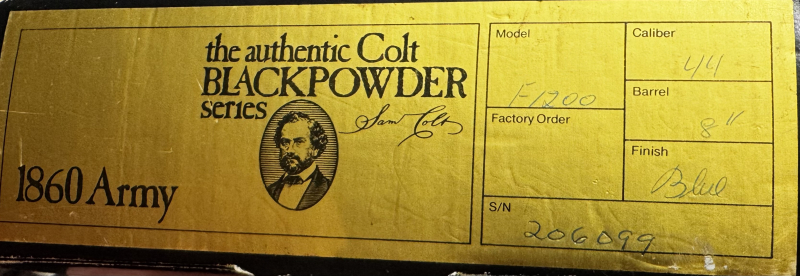 the authentic Colt
BLACKPOWDER
series
Sam Colt
1860 Army
Model
F-1200
Caliber
44
Barrel
8"
Factory Order
Finish
Blue
S/N
206099